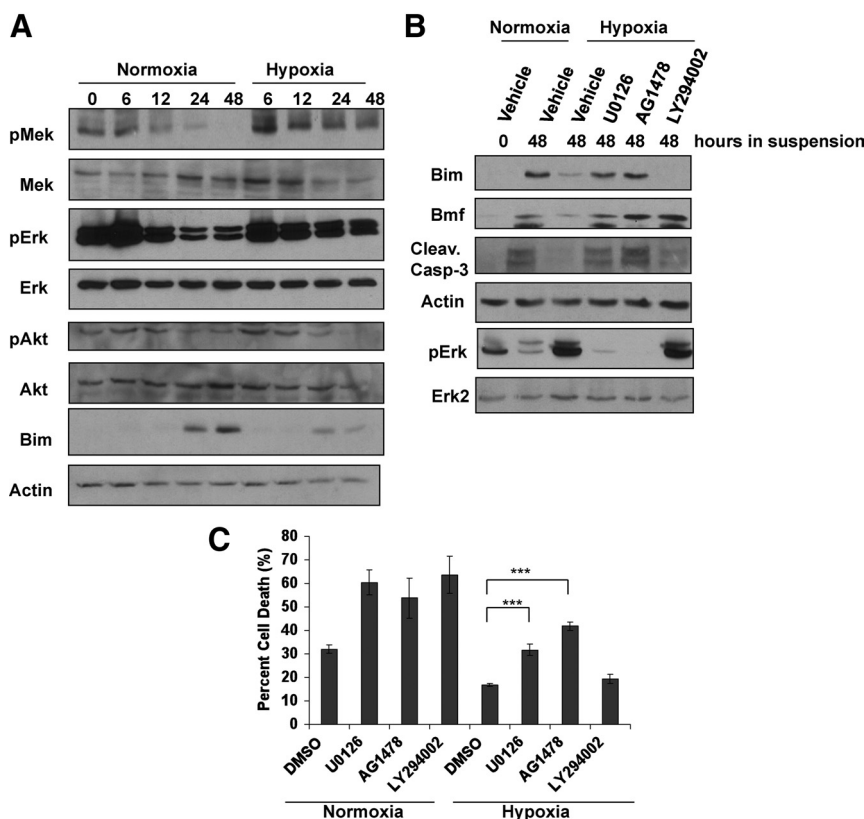 A
Normoxia Hypoxia
0 6 12 24 48 6 12 24 48
pMek
Mek
pErk
Erk
pAkt
Akt
Bim
Actin
B
Normoxia Hypoxia
Vehicle Vehicle Vehicle U0126 AG1478 LY294002
0 48 48 48 48 48 hours in suspension
Bim
Bmf
Cleav.
Casp-3
Actin
pErk
Erk2
C
Percent Cell Death (%)
80
70
60
50
40
30
20
10
0
***
***
DMSO U0126 AG1478 LY294002 DMSO U0126 AG1478 LY294002
Normoxia Hypoxia